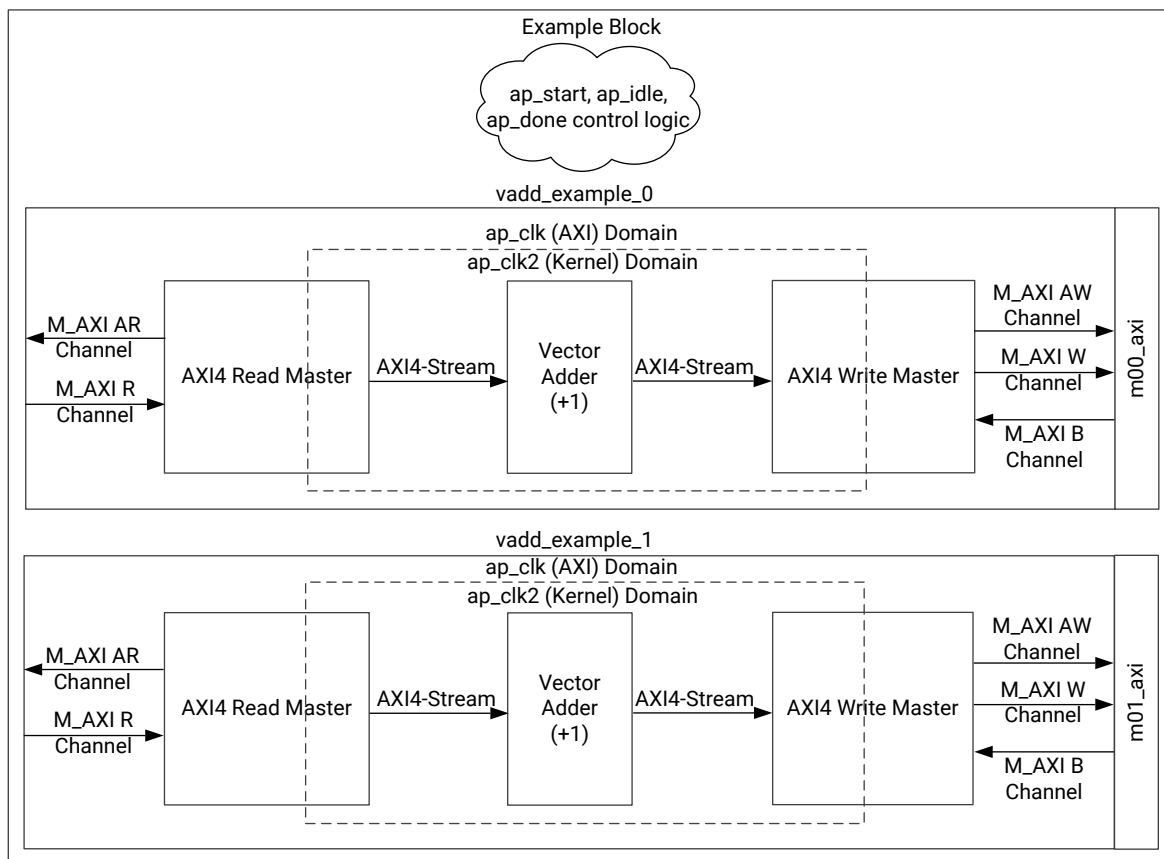 Example Block
ap_start, ap_idle,
ap_done control logic
vadd_example_0
ap_clk (AXI) Domain
ap_clk2 (Kernel) Domain
M_AXI AR
Channel
M_AXI R
Channel
AXI4 Read Master
AXI4-Stream
Vector
Adder
(+1)
AXI4-Stream
AXI4 Write Master
M_AXI AW
Channel
M_AXI W
Channel
M_AXI B
Channel
m00_axi
vadd_example_1
ap_clk (AXI) Domain
ap_clk2 (Kernel) Domain
M_AXI AR
Channel
M_AXI R
Channel
AXI4 Read Master
AXI4-Stream
Vector
Adder
(+1)
AXI4-Stream
AXI4 Write Master
M_AXI AW
Channel
M_AXI W
Channel
M_AXI B
Channel
m01_axi